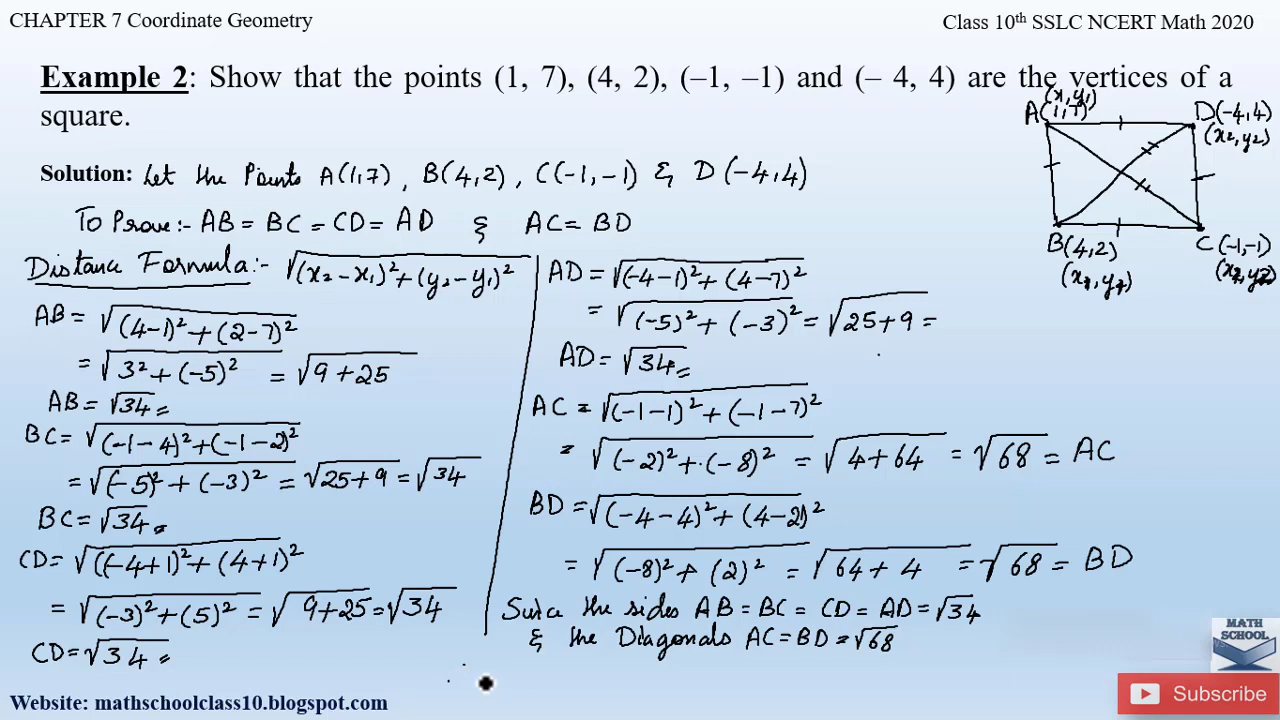 CHAPTER 7 Coordinate Geometry
Class 10th SSLC NCERT Math 2020
Example 2: Show that the points (1, 7), (4, 2), (–1, –1) and (– 4, 4) are the vertices of a
square.
Solution: Let the Points A(1,7), B(4,2), C(-1,-1) & D(-4,4)
To Prove:- AB = BC = CD = AD & AC = BD
Distance Formula:- √(x₂-x₁)²+(y₂-y₁)²
AB = √(4-1)²+(2-7)²
= √3²+(-5)² = √9+25
AB = √34
BC = √(-1-4)²+(-1-2)²
= √(-5)²+(-3)² = √25+9 = √34
BC = √34
CD = √(-4+1)²+(4+1)²
= √(-3)²+(5)² = √9+25 = √34
CD = √34
AD = √(-4-1)²+(4-7)²
= √(-5)²+(-3)² = √25+9 =
AD = √34
AC = √(-1-1)²+(-1-7)²
= √(-2)²+(-8)² = √4+64 = √68 = AC
BD = √(-4-4)²+(4-2)²
= √(-8)²+(2)² = √64+4 = √68 = BD
Since the sides AB = BC = CD = AD = √34
& the Diagonals AC = BD = √68
(x₁,y₁)
A(1,7)
D(-4,4)
(x₂,y₂)
B(4,2)
C(-1,-1)
MATH
SCHOOL
Subscribe
Website: mathschoolclass10.blogspot.com